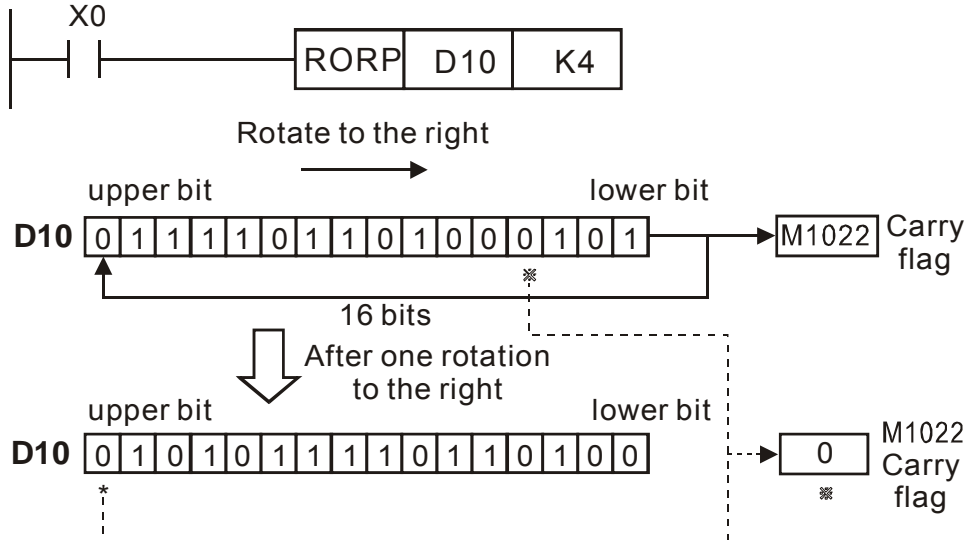 X0
RORP D10 K4
Rotate to the right
upper bit lower bit
D10 0 1 1 1 1 0 1 1 0 1 0 0 0 1 0 1 M1022 Carry
flag
※
16 bits
After one rotation
to the right
upper bit lower bit
D10 0 1 0 1 0 1 1 1 1 0 1 1 0 1 0 0 0 M1022
Carry
flag
* ※